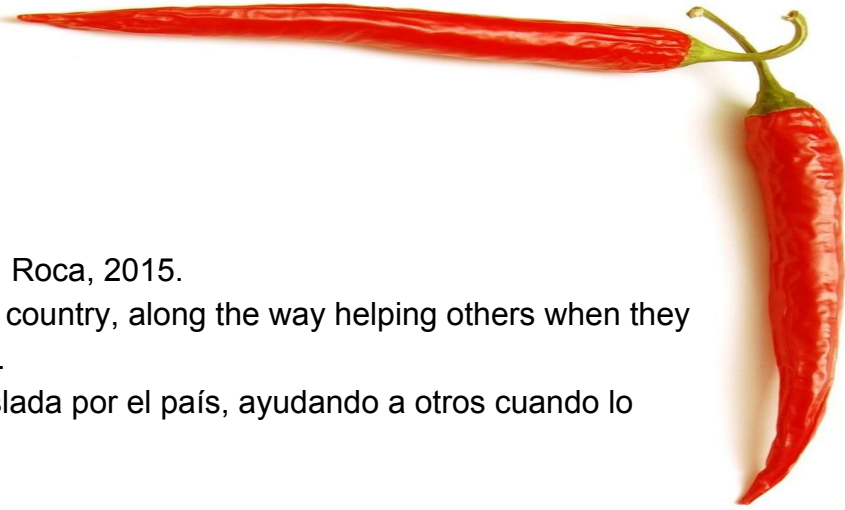 Roca, 2015.
country, along the way helping others when they
.
slada por el país, ayudando a otros cuando lo